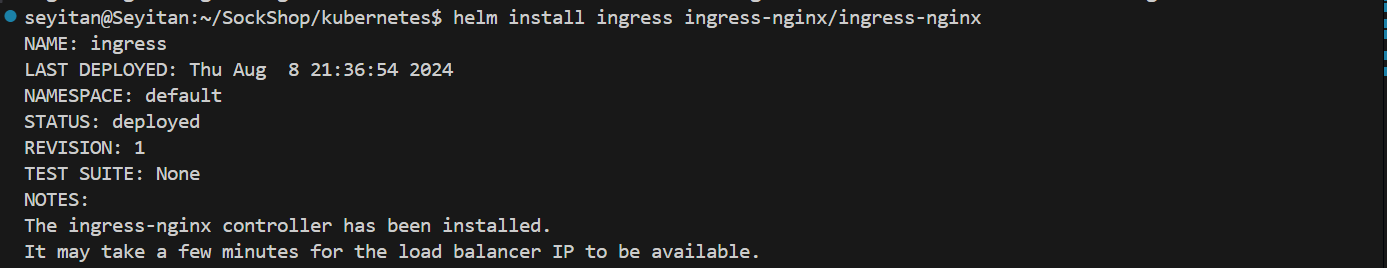 seyitan@Seyitan:~/SockShop/kubernetes$ helm install ingress ingress-nginx/ingress-nginx
NAME: ingress
LAST DEPLOYED: Thu Aug  8 21:36:54 2024
NAMESPACE: default
STATUS: deployed
REVISION: 1
TEST SUITE: None
NOTES:
The ingress-nginx controller has been installed.
It may take a few minutes for the load balancer IP to be available.